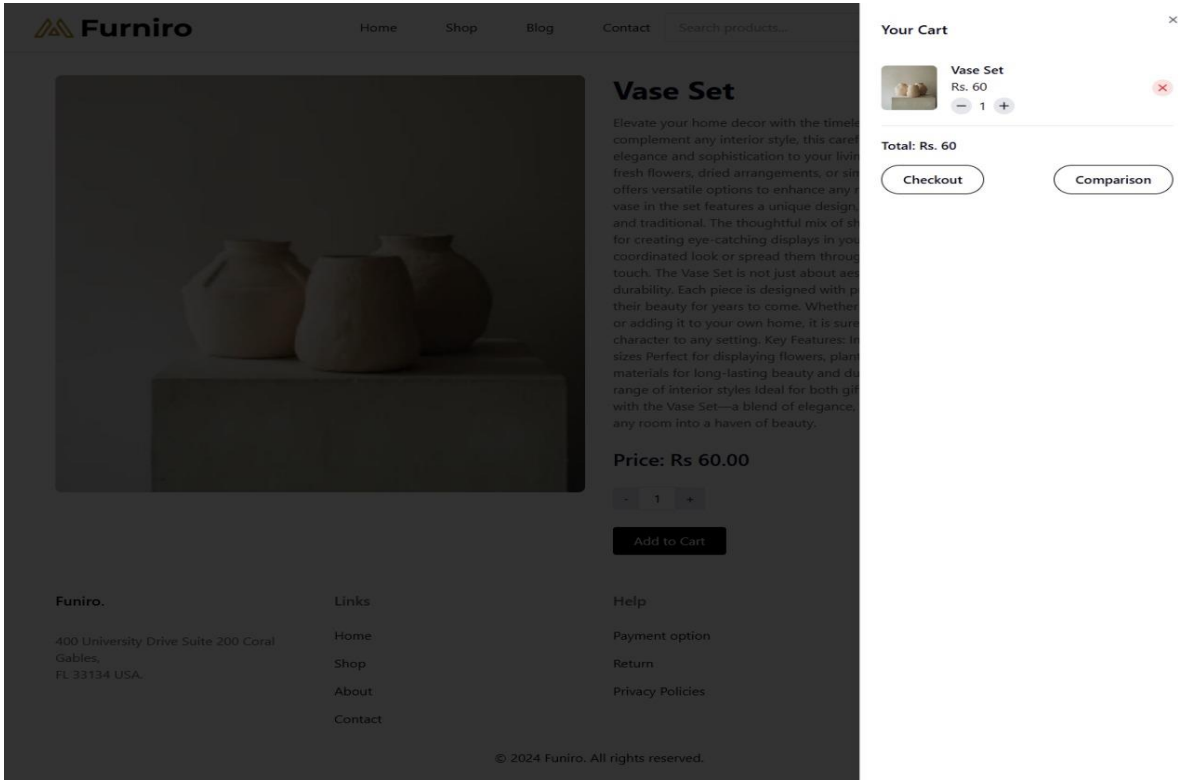 Furniro
Home Shop Blog Contact Search products...
Vase Set
Elevate your home decor with the timele
complement any interior style, this caref
elegance and sophistication to your livin
fresh flowers, dried arrangements, or sin
offers versatile options to enhance any r
vase in the set features a unique design,
and traditional. The thoughtful mix of sh
for creating eye-catching displays in you
coordinated look or spread them throug
touch. The Vase Set is not just about aes
durability. Each piece is designed with p
their beauty for years to come. Whether
or adding it to your own home, it is sure
character to any setting. Key Features: In
sizes Perfect for displaying flowers, plant
materials for long-lasting beauty and du
range of interior styles Ideal for both gif
with the Vase Set—a blend of elegance,
any room into a haven of beauty.
Price: Rs 60.00
- 1 +
Add to Cart
Funiro.
400 University Drive Suite 200 Coral
Gables,
FL 33134 USA.
Links
Home
Shop
About
Contact
Help
Payment option
Return
Privacy Policies
© 2024 Funiro. All rights reserved.
×
Your Cart
Vase Set
Rs. 60
− 1 +
×
Total: Rs. 60
Checkout Comparison